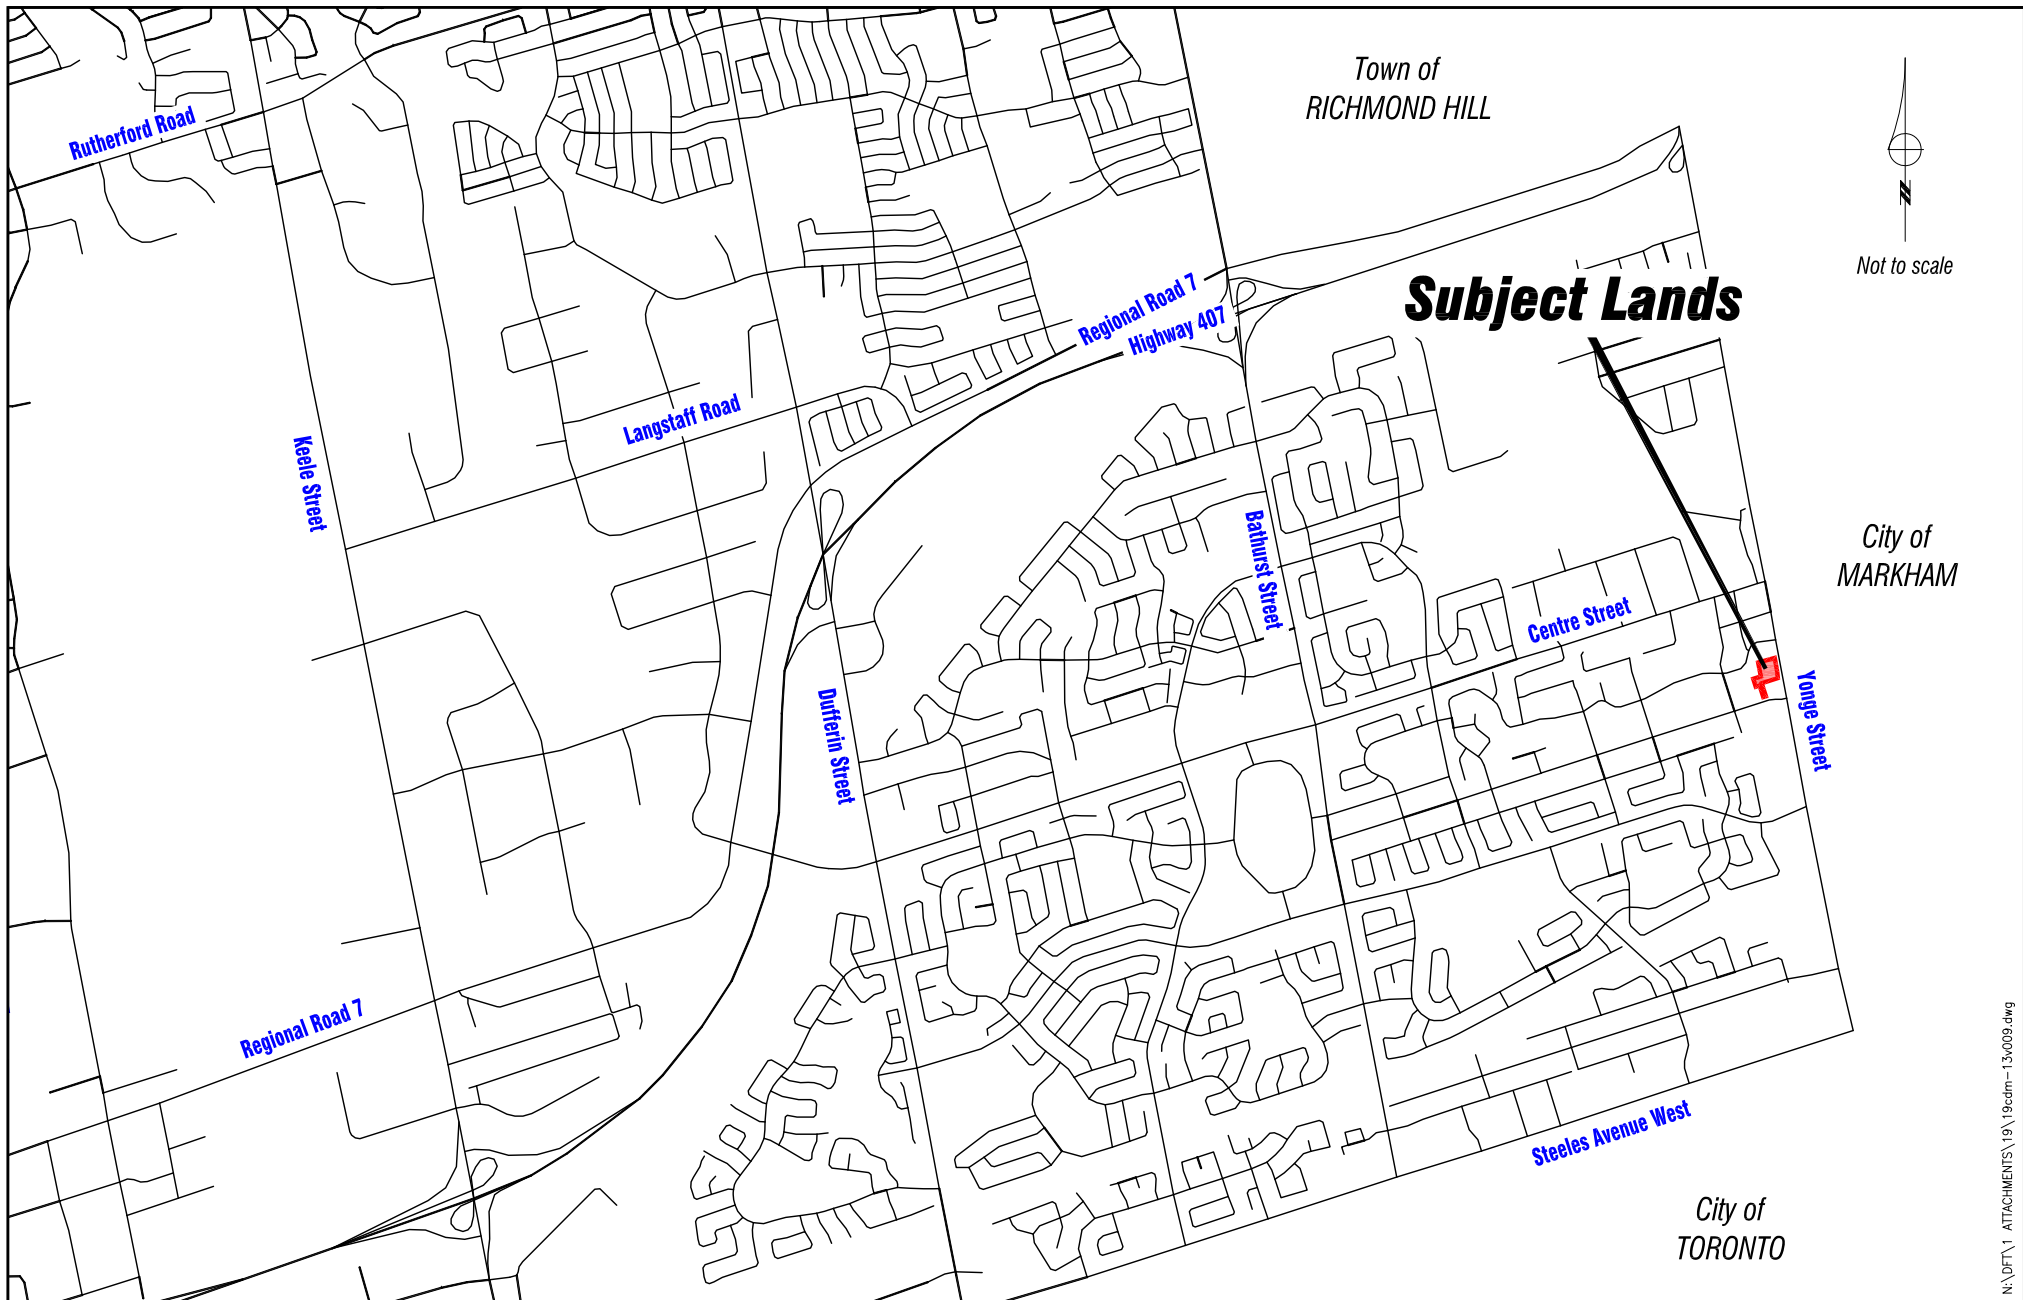 Town of
RICHMOND HILL
Rutherford Road
N
Not to scale
Regional Road 7
Highway 407
Subject Lands
Langstaff Road
Keele Street
Bathurst Street
City of
MARKHAM
Centre Street
Dufferin Street
Yonge Street
Regional Road 7
Steeles Avenue West
City of
TORONTO
N:\DFT\1 ATTACHMENTS\19\19cdm-13v009.dwg